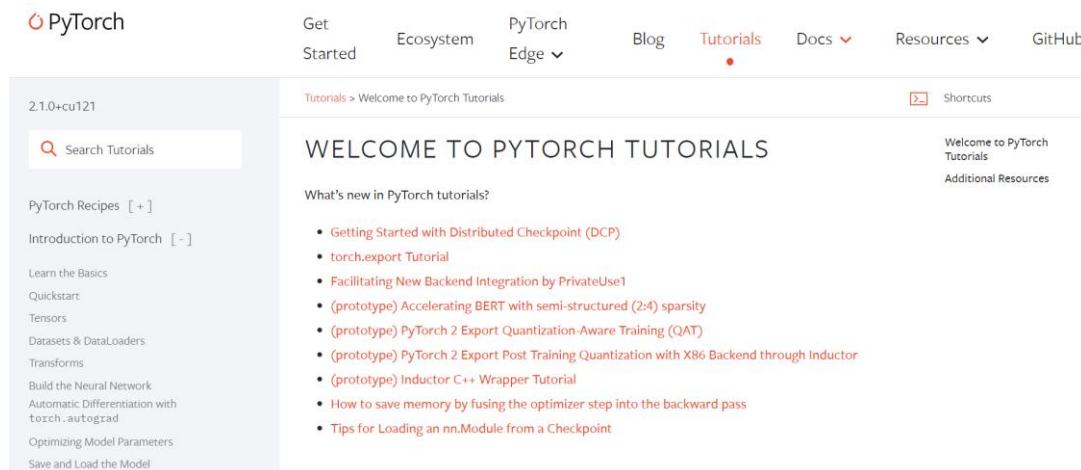 PyTorch
Get Started
Ecosystem
PyTorch Edge
Blog
Tutorials
Docs
Resources
GitHub
2.1.0+cu121
Search Tutorials
PyTorch Recipes [ + ]
Introduction to PyTorch [ - ]
Learn the Basics
Quickstart
Tensors
Datasets & DataLoaders
Transforms
Build the Neural Network
Automatic Differentiation with
torch.autograd
Optimizing Model Parameters
Save and Load the Model
Tutorials > Welcome to PyTorch Tutorials
Shortcuts
WELCOME TO PYTORCH TUTORIALS
What's new in PyTorch tutorials?
Getting Started with Distributed Checkpoint (DCP)
torch.export Tutorial
Facilitating New Backend Integration by PrivateUse1
(prototype) Accelerating BERT with semi-structured (2:4) sparsity
(prototype) PyTorch 2 Export Quantization-Aware Training (QAT)
(prototype) PyTorch 2 Export Post Training Quantization with X86 Backend through Inductor
(prototype) Inductor C++ Wrapper Tutorial
How to save memory by fusing the optimizer step into the backward pass
Tips for Loading an nn.Module from a Checkpoint
Welcome to PyTorch
Tutorials
Additional Resources